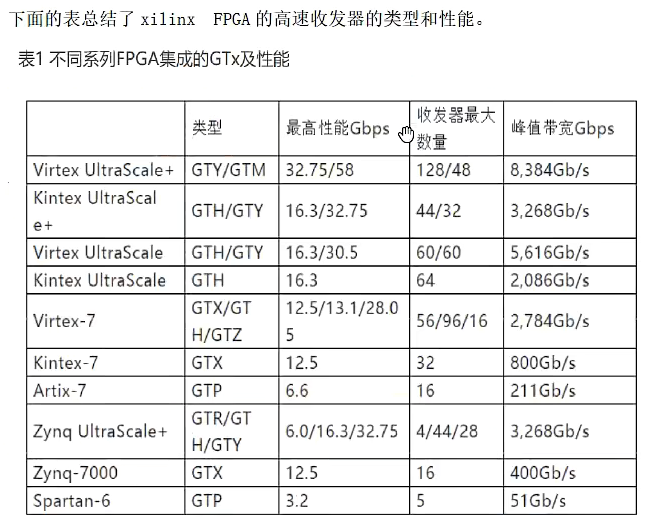 下面的表总结了 xilinx FPGA 的高速收发器的类型和性能。
表1 不同系列FPGA集成的GTx及性能
类型 最高性能Gbps 收发器最大数量 峰值带宽Gbps
Virtex UltraScale+ GTY/GTM 32.75/58 128/48 8,384Gb/s
Kintex UltraScale+ GTH/GTY 16.3/32.75 44/32 3,268Gb/s
Virtex UltraScale GTH/GTY 16.3/30.5 60/60 5,616Gb/s
Kintex UltraScale GTH 16.3 64 2,086Gb/s
Virtex-7 GTX/GTH/GTZ 12.5/13.1/28.05 56/96/16 2,784Gb/s
Kintex-7 GTX 12.5 32 800Gb/s
Artix-7 GTP 6.6 16 211Gb/s
Zynq UltraScale+ GTR/GTH/GTY 6.0/16.3/32.75 4/44/28 3,268Gb/s
Zynq-7000 GTX 12.5 16 400Gb/s
Spartan-6 GTP 3.2 5 51Gb/s